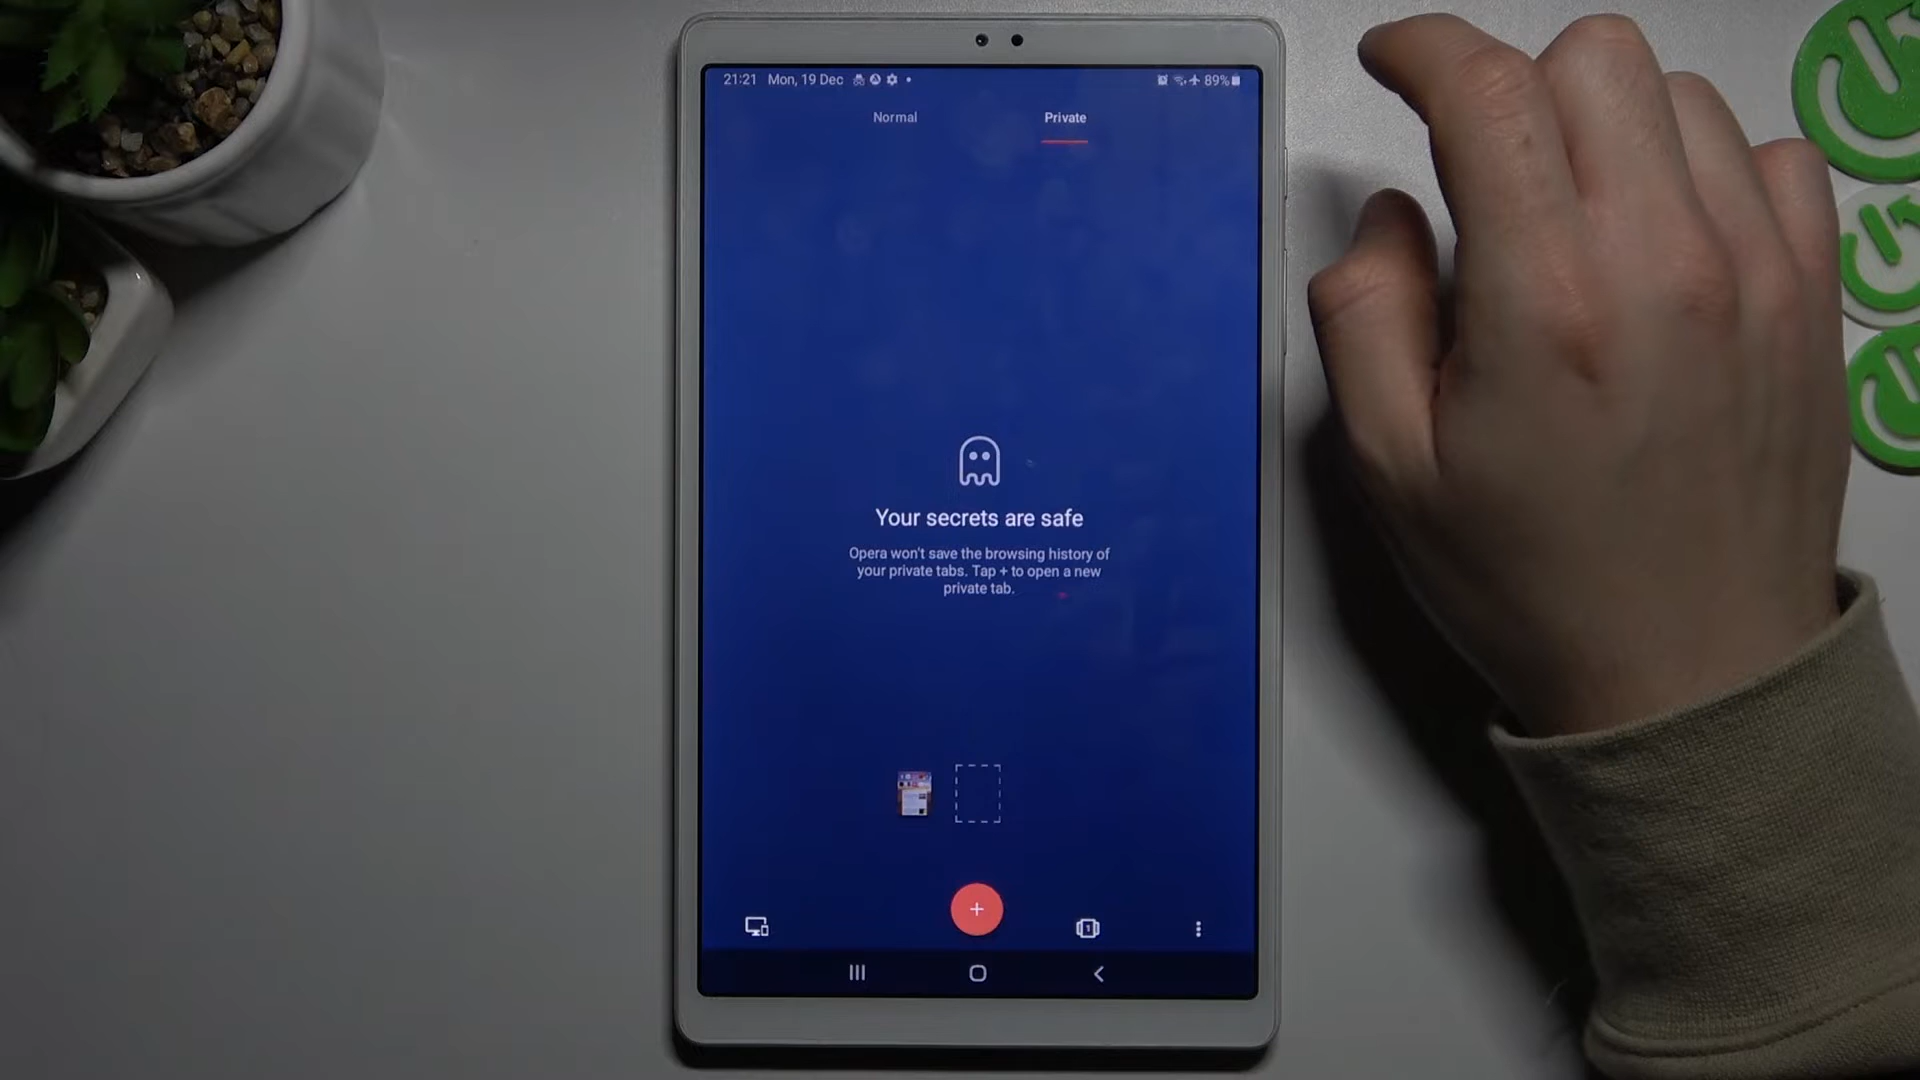 21:21 Mon, 19 Dec 89%
Normal Private
Your secrets are safe
Opera won't save the browsing history of
your private tabs. Tap + to open a new
private tab.
1